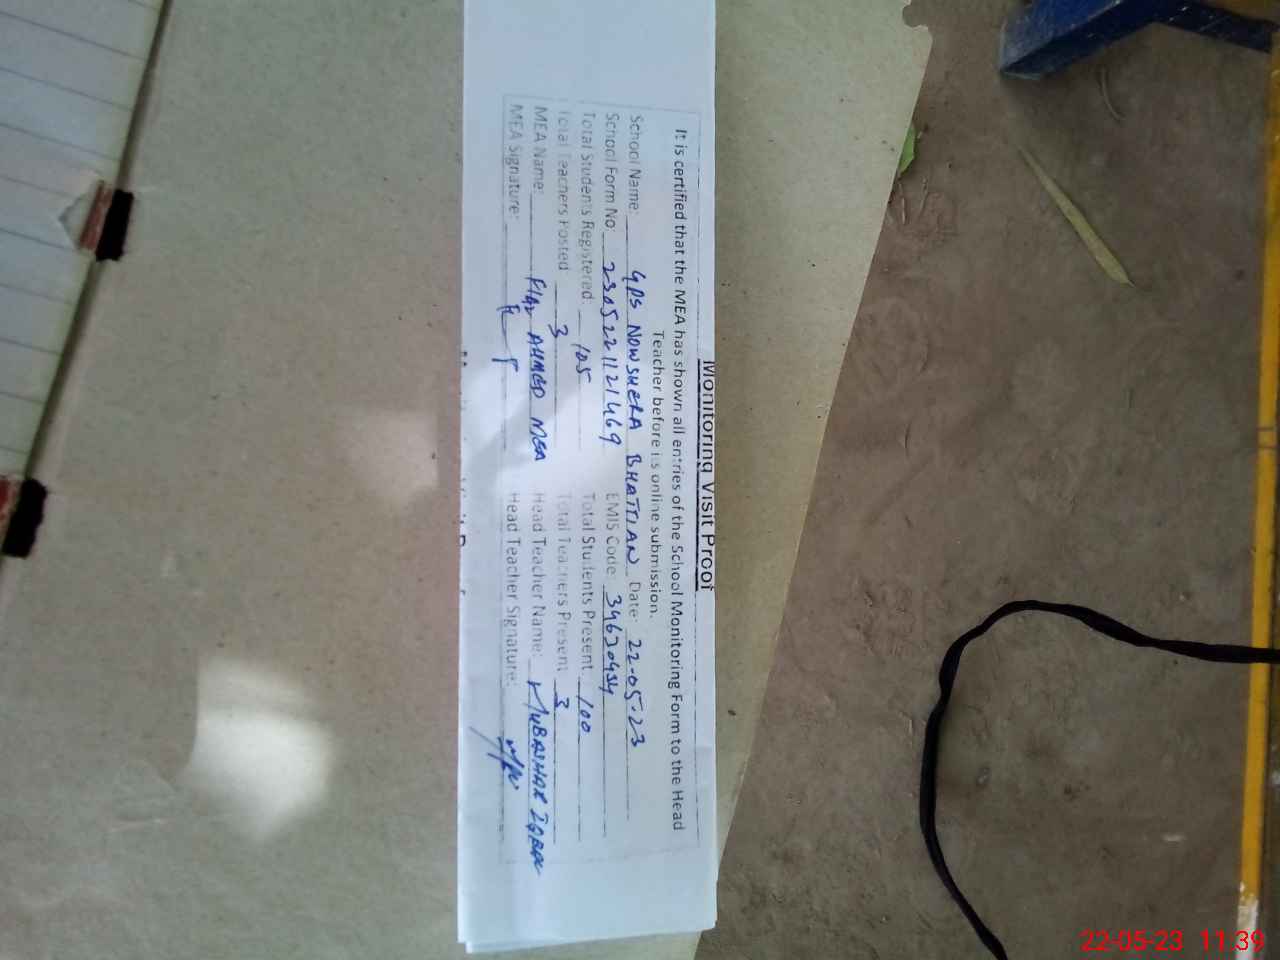 Monitoring Visit Proof
It is certified that the MEA has shown all entries of the School Monitoring Form to the Head
Teacher before its online submission.
School Name: GPS NOWSHERA BHATTIAN Date: 22-05-23
School Form No: 2305221121469 EMIS Code: 34630434
Total Students Registered: 105 Total Students Present: 100
Total Teachers Posted 3 Total Teachers Present 3
MEA Name: AHMED MEA Head Teacher Name: MUBASHAR IQBAL
MEA Signature: Head Teacher Signature:
22-05-23 11:39